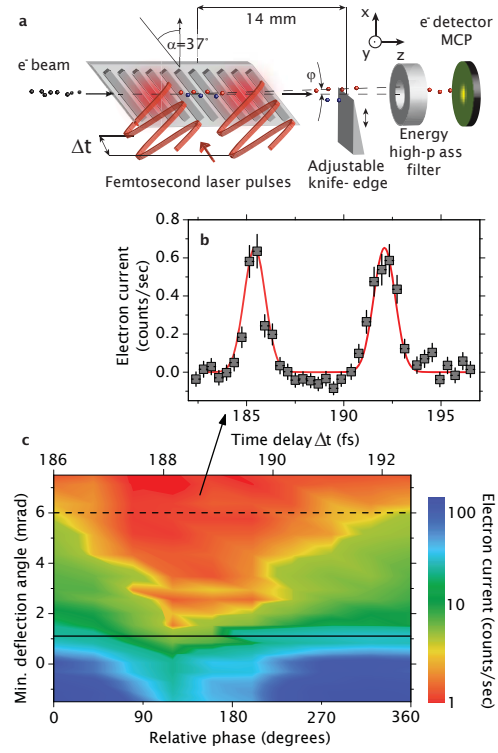 a
14 mm
α=37°
e⁻ beam
Δt
Femtosecond laser pulses
φ
Adjustable
knife- edge
x
y
z
Energy
high-p ass
filter
e⁻ detector
MCP
b
Electron current
(counts/sec)
0.8
0.6
0.4
0.2
0.0
185
190
195
Time delay Δt (fs)
c
186
188
190
192
Min. deflection angle (mrad)
6
4
2
0
0
90
180
270
360
Relative phase (degrees)
100
10
1
Electron current (counts/sec)